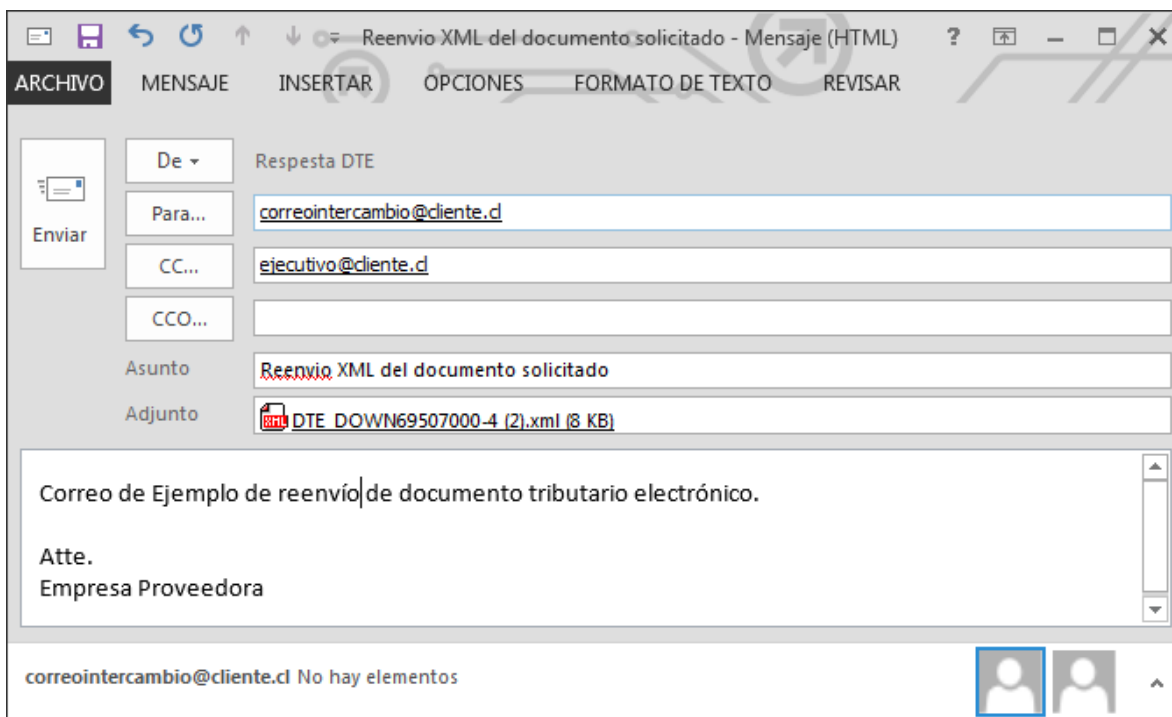 Reenvio XML del documento solicitado - Mensaje (HTML) ?
ARCHIVO MENSAJE INSERTAR OPCIONES FORMATO DE TEXTO REVISAR
De Respesta DTE
Enviar
Para... correointercambio@cliente.cl
CC... ejecutivo@cliente.cl
CCO...
Asunto Reenvio XML del documento solicitado
Adjunto XML DTE_DOWN69507000-4 (2).xml (8 KB)
Correo de Ejemplo de reenvío de documento tributario electrónico.
Atte.
Empresa Proveedora
correointercambio@cliente.cl No hay elementos